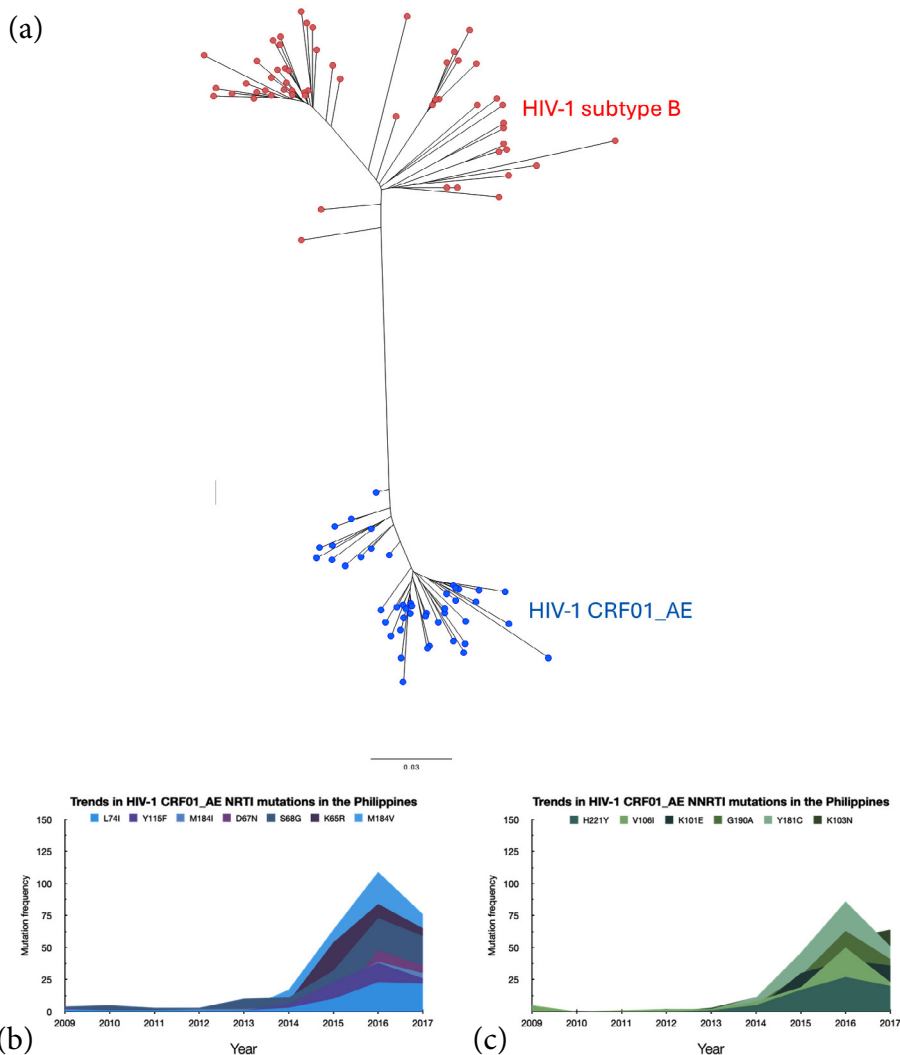 (a)
HIV-1 subtype B
HIV-1 CRF01_AE
0.03
Trends in HIV-1 CRF01_AE NRTI mutations in the Philippines
L74I Y115F M184I D67N S68G K65R M184V
Mutation frequency
150
125
100
75
50
25
0
2009 2010 2011 2012 2013 2014 2015 2016 2017
Year
(b)
Trends in HIV-1 CRF01_AE NNRTI mutations in the Philippines
H221Y V106I K101E G190A Y181C K103N
Mutation frequency
150
125
100
75
50
25
0
2009 2010 2011 2012 2013 2014 2015 2016 2017
Year
(c)